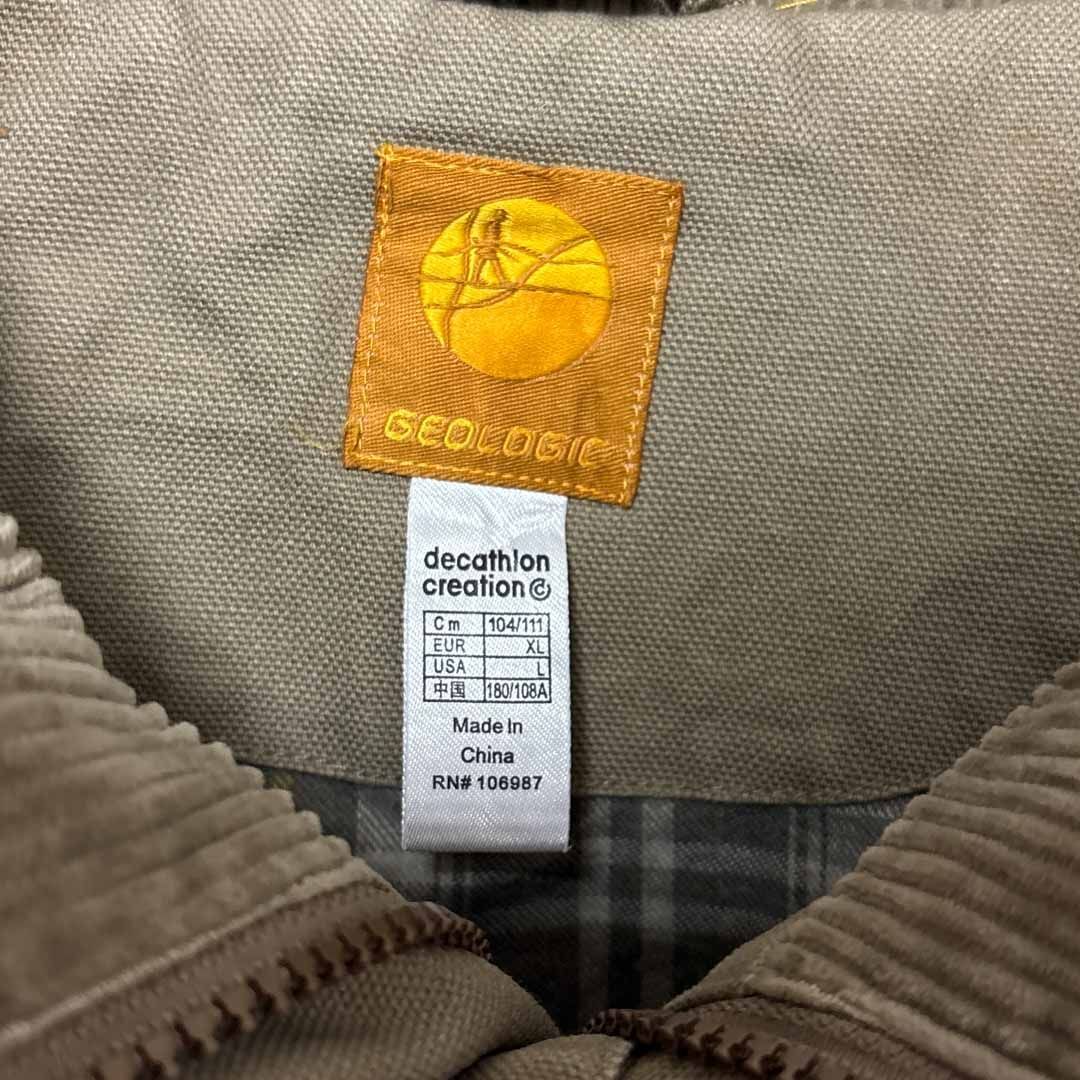 GEOLOGIC
decathlon
creation ©
Cm 104/111
EUR XL
USA L
中国 180/108A
Made In
China
RN# 106987